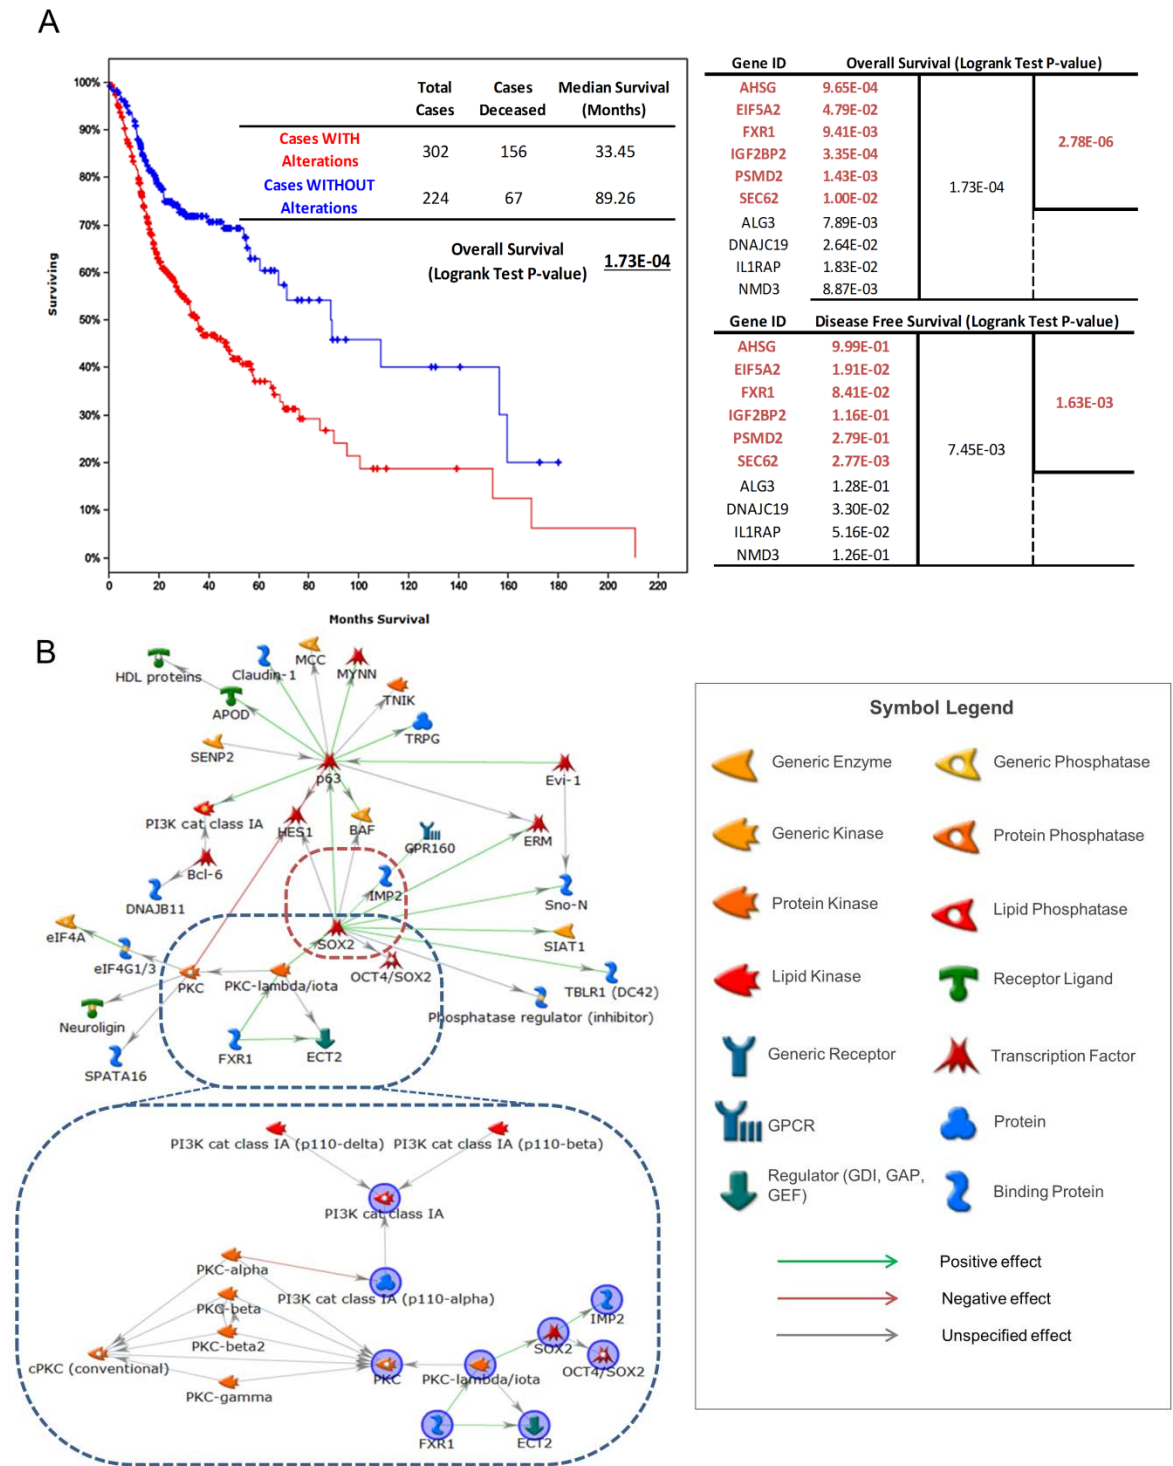 A
100%
90%
80%
70%
60%
50%
40%
30%
20%
10%
0%
Surviving
0 20 40 60 80 100 120 140 160 180 200 220
Months Survival
Total Cases Cases Deceased Median Survival (Months)
Cases WITH Alterations 302 156 33.45
Cases WITHOUT Alterations 224 67 89.26
Overall Survival
(Logrank Test P-value) 1.73E-04
Gene ID Overall Survival (Logrank Test P-value)
AHSG 9.65E-04
EIF5A2 4.79E-02
FXR1 9.41E-03
IGF2BP2 3.35E-04
PSMD2 1.43E-03
SEC62 1.00E-02
ALG3 7.89E-03
DNAJC19 2.64E-02
IL1RAP 1.83E-02
NMD3 8.87E-03
1.73E-04
2.78E-06
Gene ID Disease Free Survival (Logrank Test P-value)
AHSG 9.99E-01
EIF5A2 1.91E-02
FXR1 8.41E-02
IGF2BP2 1.16E-01
PSMD2 2.79E-01
SEC62 2.77E-03
ALG3 1.28E-01
DNAJC19 3.30E-02
IL1RAP 5.16E-02
NMD3 1.26E-01
7.45E-03
1.63E-03
B
HDL proteins
Claudin-1
MCC
MYNN
TNIK
APOD
TRPG
SENP2
p63
Evi-1
PI3K cat class IA
HES1
BAF
GPR160
ERM
Bcl-6
DNAJB11
IMP2
Sno-N
eIF4A
eIF4G1/3
SOX2
SIAT1
PKC
PKC-lambda/iota
OCT4/SOX2
TBLR1 (DC42)
Neuroligin
Phosphatase regulator (inhibitor)
SPATA16
FXR1
ECT2
PI3K cat class IA (p110-delta)
PI3K cat class IA (p110-beta)
PI3K cat class IA
PKC-alpha
PI3K cat class IA (p110-alpha)
PKC-beta
IMP2
PKC-beta2
SOX2
cPKC (conventional)
PKC
PKC-lambda/iota
OCT4/SOX2
PKC-gamma
FXR1
ECT2
Symbol Legend
Generic Enzyme
Generic Phosphatase
Generic Kinase
Protein Phosphatase
Protein Kinase
Lipid Phosphatase
Lipid Kinase
Receptor Ligand
Generic Receptor
Transcription Factor
GPCR
Protein
Regulator (GDI, GAP,
GEF)
Binding Protein
Positive effect
Negative effect
Unspecified effect